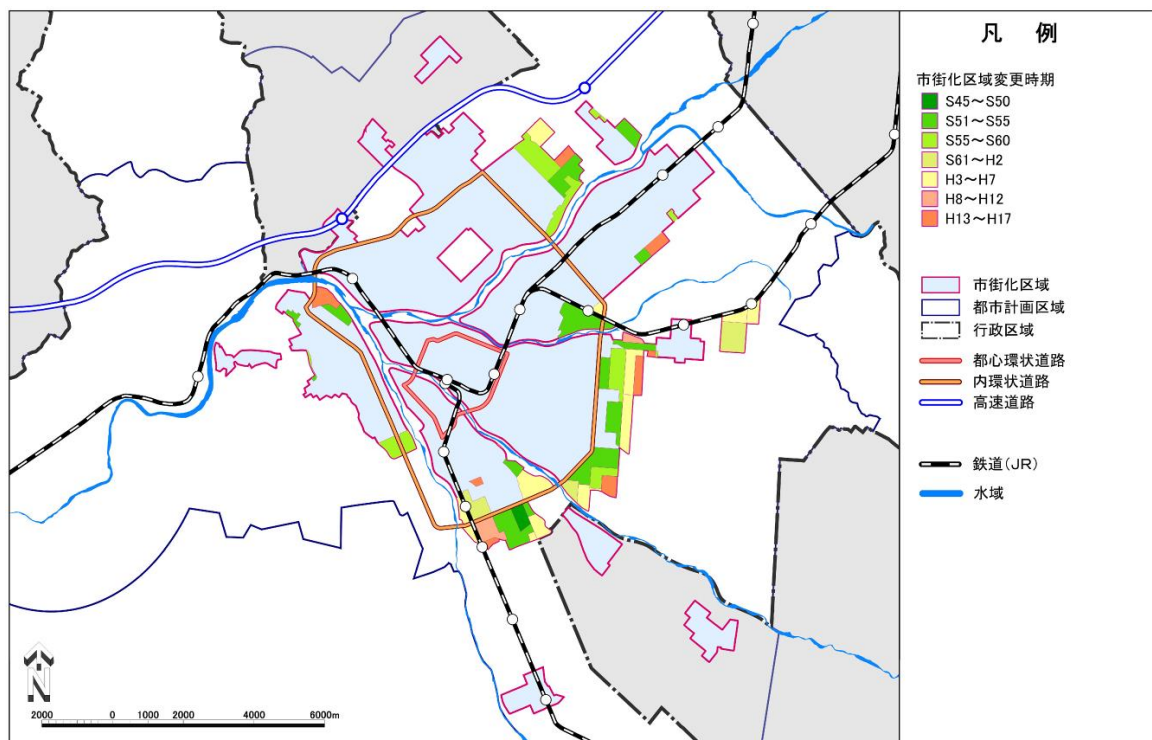 凡 例
市街化区域変更時期
S45～S50
S51～S55
S55～S60
S61～H2
H3～H7
H8～H12
H13～H17
市街化区域
都市計画区域
行政区域
都心環状道路
内環状道路
高速道路
鉄道(JR)
水域
N
2000 0 1000 2000 4000 6000m